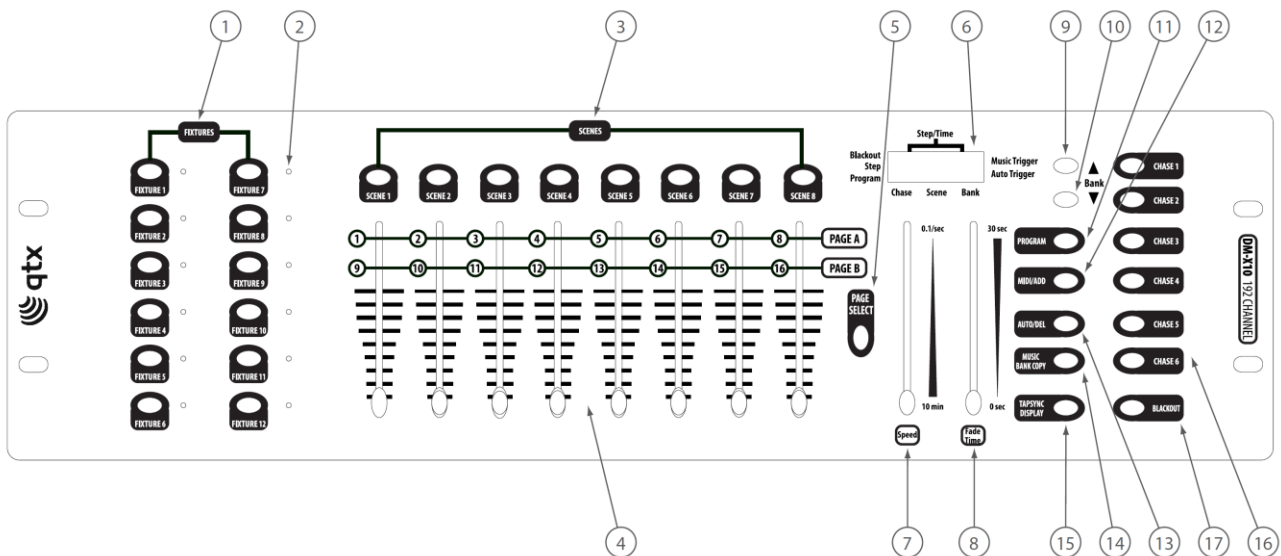 1
2
3
5
6
9
10
11
12
FIXTURES
SCENES
Step/Time
Blackout
Step
Program
Music Trigger
Auto Trigger
Chase Scene Bank
▲
Bank
▼
FIXTURE 1
FIXTURE 7
FIXTURE 2
FIXTURE 8
FIXTURE 3
FIXTURE 9
FIXTURE 4
FIXTURE 10
FIXTURE 5
FIXTURE 11
FIXTURE 6
FIXTURE 12
SCENE 1
SCENE 2
SCENE 3
SCENE 4
SCENE 5
SCENE 6
SCENE 7
SCENE 8
1 2 3 4 5 6 7 8 PAGE A
9 10 11 12 13 14 15 16 PAGE B
PAGE
SELECT
0.1/sec
10 min
Speed
30 sec
0 sec
Fade
Time
PROGRAM
MIDI/ADD
AUTO/DEL
MUSIC
BANK COPY
TAPSYNC
DISPLAY
CHASE 1
CHASE 2
CHASE 3
CHASE 4
CHASE 5
CHASE 6
BLACKOUT
qtx
DM-X10 192 CHANNEL
4
7
8
15
14
13
17
16